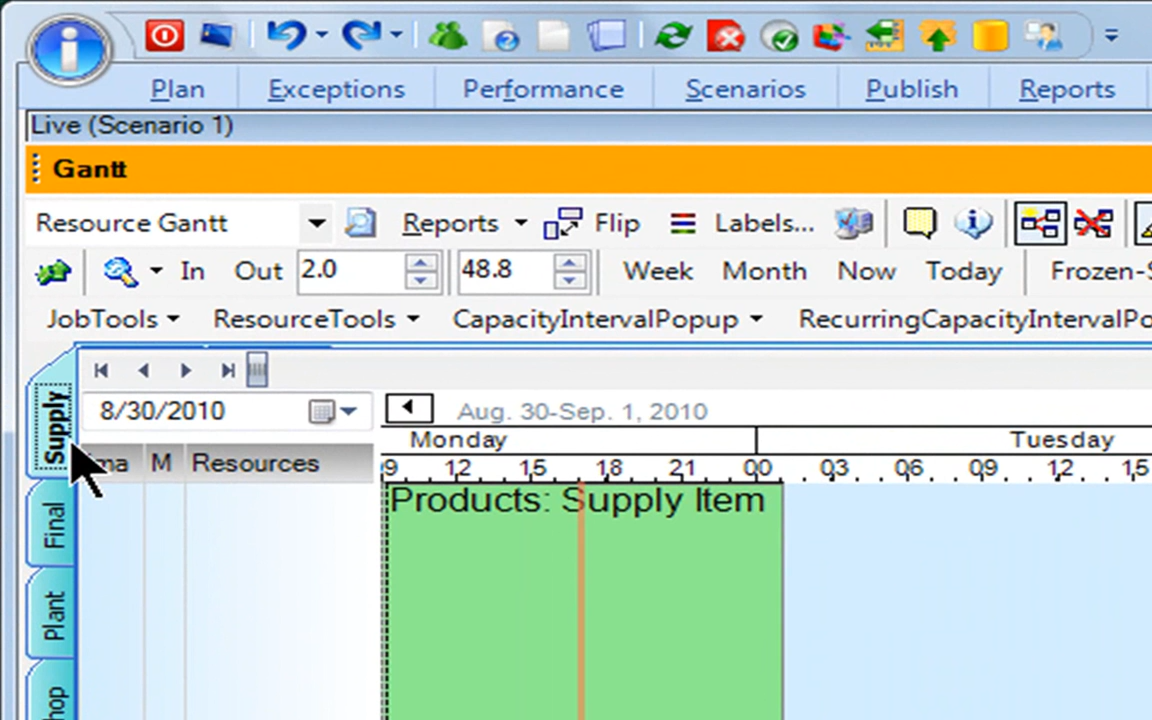 Plan Exceptions Performance Scenarios Publish Reports
Live (Scenario 1)
Gantt
Resource Gantt Reports Flip Labels...
In Out 2.0 48.8 Week Month Now Today
JobTools ResourceTools CapacityIntervalPopup
8/30/2010 Aug. 30-Sep. 1, 2010
Monday Tuesday
9 12 15 18 21 00 03 06 09 12 15
M Resources
Products: Supply Item
Supply
Final
Plant